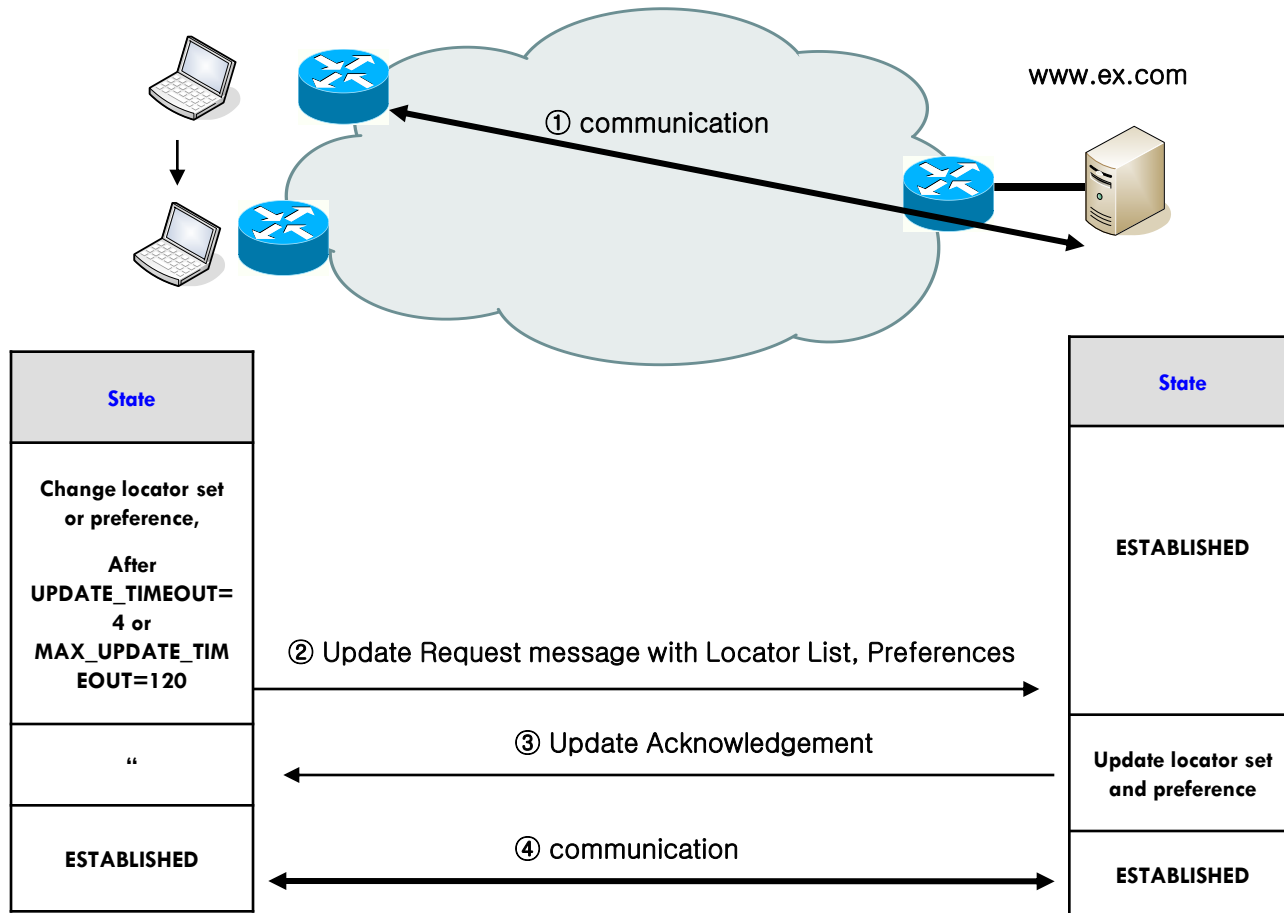 www.ex.com
① communication
State
Change locator set
or preference,
After
UPDATE_TIMEOUT=
4 or
MAX_UPDATE_TIM
EOUT=120
“
ESTABLISHED
② Update Request message with Locator List, Preferences
③ Update Acknowledgement
④ communication
State
ESTABLISHED
Update locator set
and preference
ESTABLISHED